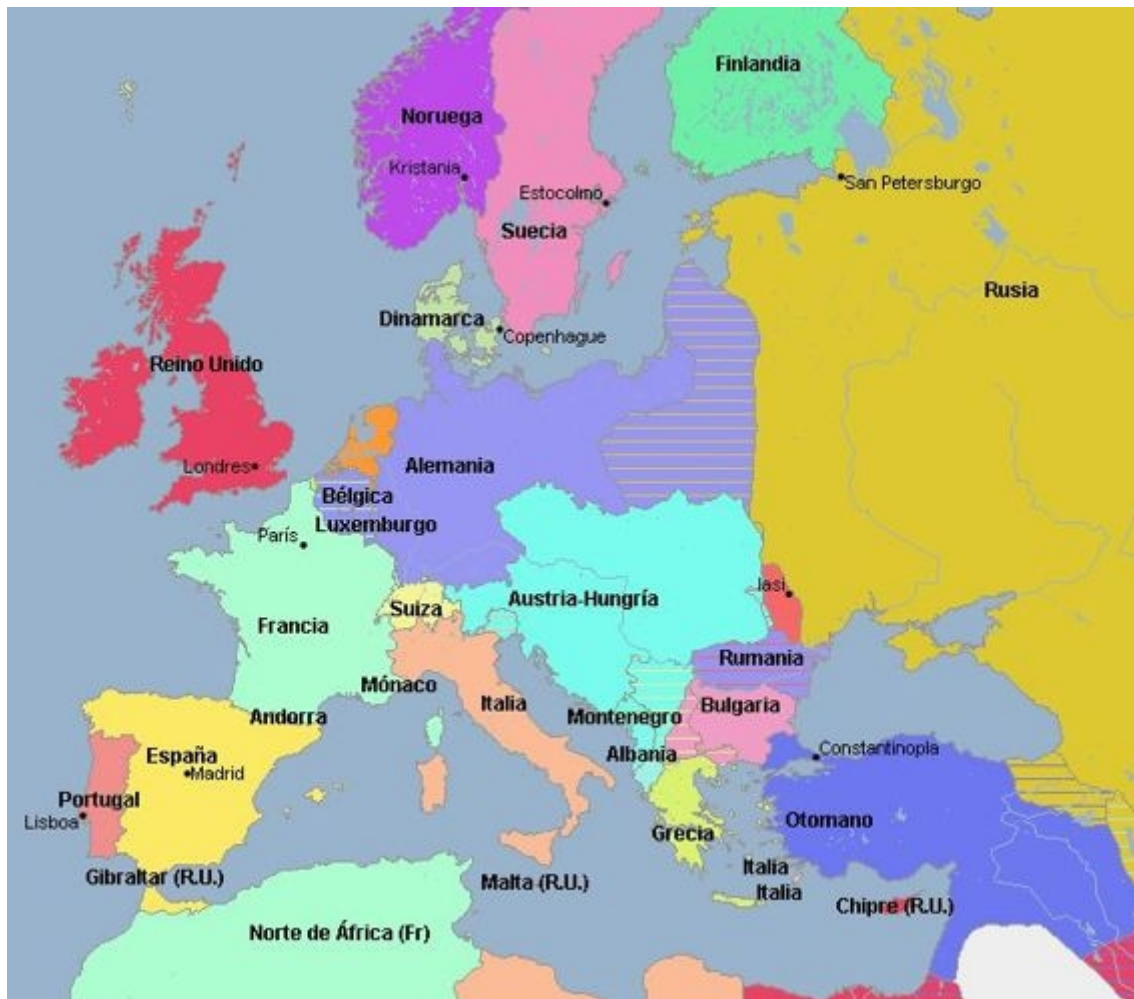 Finlandia
Noruega
Kristania
San Petersburgo
Estocolmo
Suecia
Rusia
Dinamarca
Copenhague
Reino Unido
Londres
Alemania
Bélgica
Luxemburgo
París
Iasi
Suiza
Austria-Hungría
Francia
Rumania
Mónaco
Italia
Bulgaria
Andorra
Montenegro
España
Albania
Constantinopla
Madrid
Portugal
Lisboa
Otomano
Grecia
Italia
Gibraltar (R.U.)
Malta (R.U.)
Italia
Chipre (R.U.)
Norte de África (Fr)